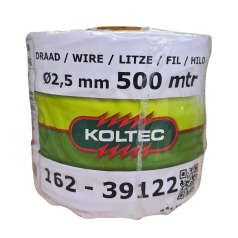 DRAAD / WIRE / LITZE / FIL / HILO
Ø2,5 mm 500 mtr
KOLTEC
162 - 39122